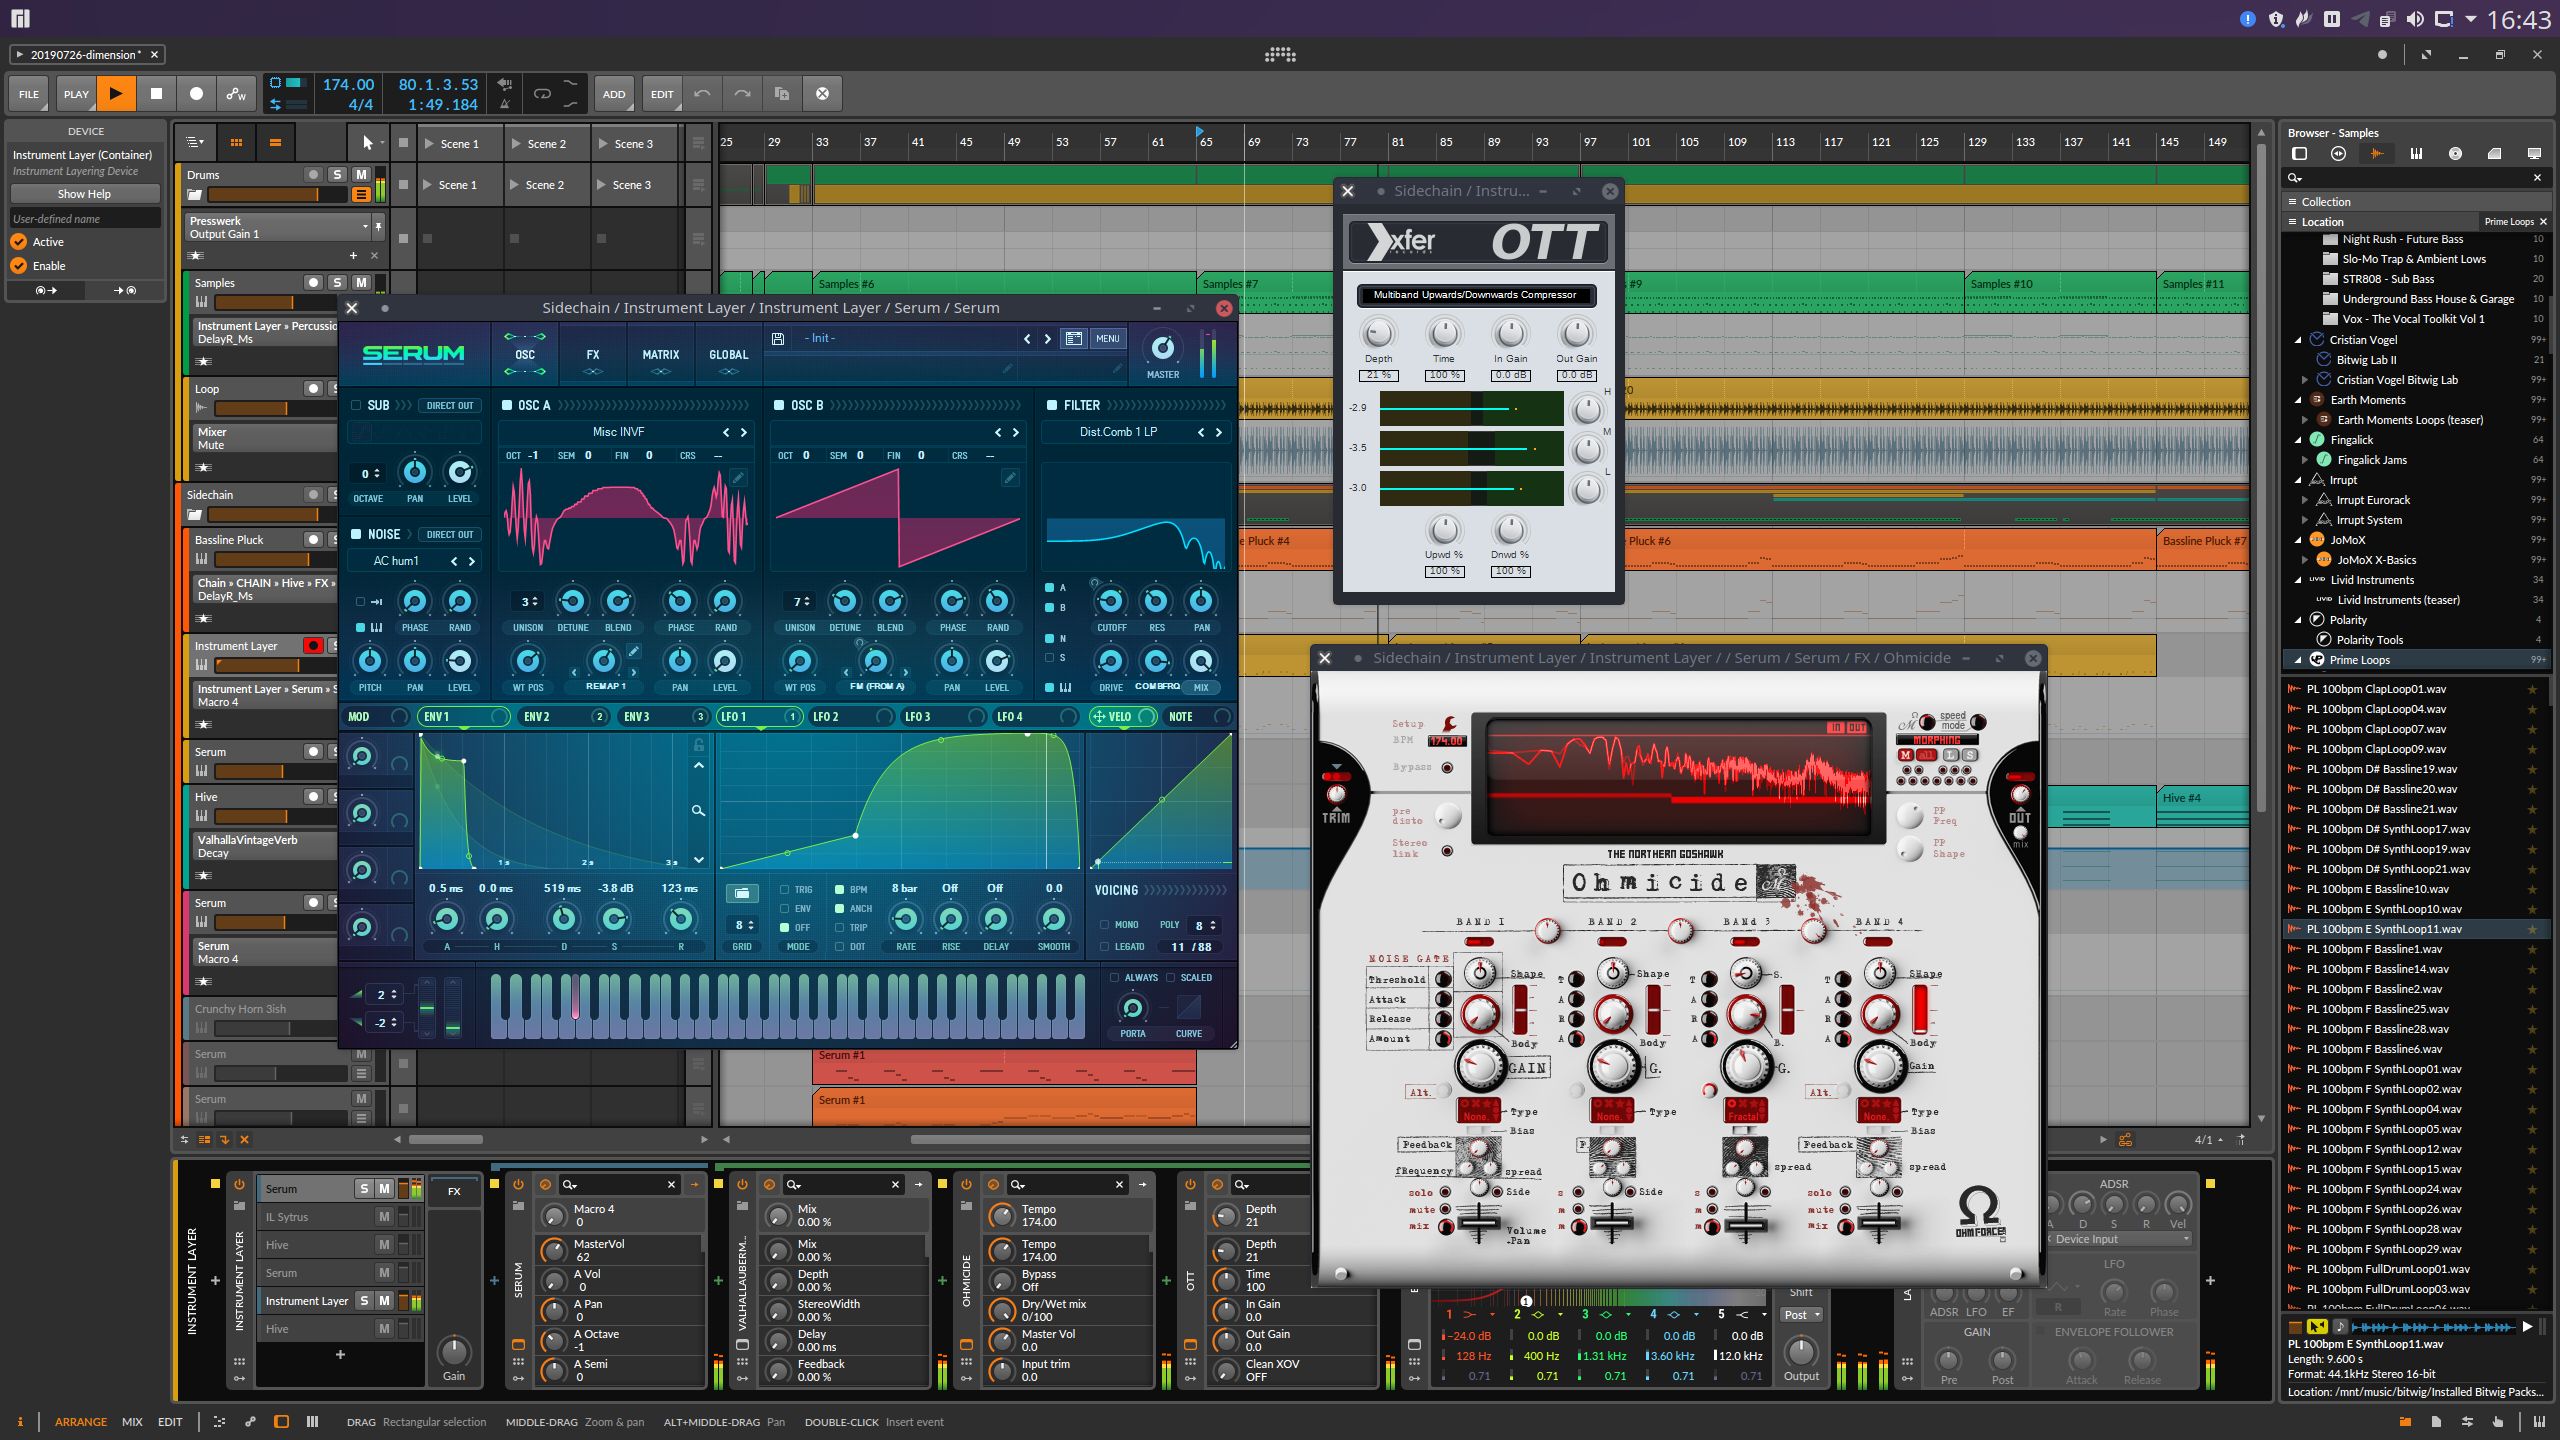 16:43
20190726-dimension*
FILE
PLAY
174.00
4/4
80.1.3.53
1:49.184
ADD
EDIT
DEVICE
Instrument Layer (Container)
Instrument Layering Device
Show Help
User-defined name
Active
Enable
Scene 1
Scene 2
Scene 3
25 29 33 37 41 45 49 53 57 61 65 69 73 77 81 85 89 93 97 101 105 109 113 117 121 125 129 133 137 141 145 149
Drums
S M
Scene 1
Scene 2
Scene 3
Presswerk
Output Gain 1
Samples
S M
Samples #6
Samples #7
#9
Samples #10
Samples #11
Instrument Layer » Percussio
DelayR_Ms
Loop
Mixer
Mute
Sidechain
Bassline Pluck
Pluck #4
Pluck #6
Bassline Pluck #7
Chain » CHAIN » Hive » FX »
DelayR_Ms
Instrument Layer
Instrument Layer » Serum » S
Macro 4
Serum
Hive
Hive #4
ValhallaVintageVerb
Decay
Serum
Serum
Macro 4
Crunchy Horn 3ish
Serum
M
Serum #1
Serum
M
Serum #1
4/1
Sidechain / Instrument Layer / Instrument Layer / Serum / Serum
SERUM
OSC
FX
MATRIX
GLOBAL
- Init -
MENU
MASTER
SUB
DIRECT OUT
OSC A
OSC B
FILTER
Misc INVF
Dist.Comb 1 LP
OCT -1 SEM 0 FIN 0 CRS --
OCT 0 SEM 0 FIN 0 CRS --
0
OCTAVE PAN LEVEL
NOISE
DIRECT OUT
AC hum1
3
7
A
B
N
S
PHASE RAND
UNISON DETUNE BLEND PHASE RAND
UNISON DETUNE BLEND PHASE RAND
CUTOFF RES PAN
PITCH PAN LEVEL
WT POS REMAP 1 PAN LEVEL
WT POS FM (FROM A) PAN LEVEL
DRIVE COMBFRQ MIX
MOD ENV 1 ENV 2 2 ENV 3 3 LFO 1 1 LFO 2 LFO 3 LFO 4 VELO NOTE
1s 2s 3s
0.5 ms 0.0 ms 519 ms -3.8 dB 123 ms
A H D S R
8
GRID
TRIG
ENV
OFF
MODE
BPM
ANCH
TRIP
DOT
8 bar Off Off 0.0
RATE RISE DELAY SMOOTH
VOICING
MONO POLY 8
LEGATO 11 / 88
2
-2
ALWAYS SCALED
PORTA CURVE
Sidechain / Instru...
Xfer
RECORDS
OTT
Multiband Upwards/Downwards Compressor
Depth Time In Gain Out Gain
21 % 100 % 0.0 dB 0.0 dB
H
-2.9
M
-3.5
L
-3.0
Upwd % Dnwd %
100 % 100 %
Sidechain / Instrument Layer / Instrument Layer / / Serum / Serum / FX / Ohmicide
Setup
BPM 174.00
Bypass
IN OUT
speed
mode
MORPHING
M all L S
TRIM
OUT
mix
pre
disto
Stereo
link
PP
Freq
PP
Shape
THE NORTHERN GOSHAWK
Ohmicide
BAND 1 BAND 2 BANd 3 BAND 4
NOISE GATE
Threshold
Attack
Release
Amount
Shape Shape S. SHape
T
A
R
A
Body Body B. Body
GAIN G. G. Gain
Alt. Alt.
None. None. Fractal None.
Type Type Type
Bias Bias
Feedback F Feedback
fRequency spread spread spread
solo Side s Side s solo
mute m m mute
mix m m mix
Volume
+Pan
OHMFORCE
Browser - Samples
Collection
Location
Prime Loops
Night Rush - Future Bass 10
Slo-Mo Trap & Ambient Lows 10
STR808 - Sub Bass 20
Underground Bass House & Garage 10
Vox - The Vocal Toolkit Vol 1 10
Cristian Vogel 99+
Bitwig Lab II 21
Cristian Vogel Bitwig Lab 99+
Earth Moments 99+
Earth Moments Loops (teaser) 99+
Fingalick 64
Fingalick Jams 64
Irrupt 99+
Irrupt Eurorack 99+
Irrupt System 99+
JoMoX 99+
JoMoX X-Basics 99+
Livid Instruments 34
Livid Instruments (teaser) 34
Polarity 4
Polarity Tools 4
Prime Loops 99+
PL 100bpm ClapLoop01.wav
PL 100bpm ClapLoop04.wav
PL 100bpm ClapLoop07.wav
PL 100bpm ClapLoop09.wav
PL 100bpm D# Bassline19.wav
PL 100bpm D# Bassline20.wav
PL 100bpm D# Bassline21.wav
PL 100bpm D# SynthLoop17.wav
PL 100bpm D# SynthLoop19.wav
PL 100bpm D# SynthLoop21.wav
PL 100bpm E Bassline10.wav
PL 100bpm E SynthLoop10.wav
PL 100bpm E SynthLoop11.wav
PL 100bpm F Bassline1.wav
PL 100bpm F Bassline14.wav
PL 100bpm F Bassline2.wav
PL 100bpm F Bassline25.wav
PL 100bpm F Bassline28.wav
PL 100bpm F Bassline6.wav
PL 100bpm F SynthLoop01.wav
PL 100bpm F SynthLoop02.wav
PL 100bpm F SynthLoop04.wav
PL 100bpm F SynthLoop05.wav
PL 100bpm F SynthLoop12.wav
PL 100bpm F SynthLoop15.wav
PL 100bpm F SynthLoop24.wav
PL 100bpm F SynthLoop26.wav
PL 100bpm F SynthLoop28.wav
PL 100bpm F SynthLoop29.wav
PL 100bpm FullDrumLoop01.wav
PL 100bpm FullDrumLoop03.wav
PL 100bpm FullDrumLoop06.wav
PL 100bpm E SynthLoop11.wav
Length: 9.600 s
Format: 44.1kHz Stereo 16-bit
Location: /mnt/music/bitwig/Installed Bitwig Packs...
INSTRUMENT LAYER
INSTRUMENT LAYER
Serum S M
IL Sytrus M
Hive M
Serum M
Instrument Layer S M
Hive M
FX
Gain
SERUM
Macro 4
0
MasterVol
62
A Vol
0
A Pan
0
A Octave
-1
A Semi
0
VALHALLAUBERM...
Mix
0.00 %
Mix
0.00 %
Depth
0.00 %
StereoWidth
0.00 %
Delay
0.00 ms
Feedback
0.00 %
OHMICIDE
Tempo
174.00
Tempo
174.00
Bypass
Off
Dry/Wet mix
0/100
Master Vol
0.0
Input trim
0.0
OTT
Depth
21
Depth
21
Time
100
In Gain
0.0
Out Gain
0.0
Clean XOV
OFF
1 2 3 4 5
-24.0 dB 0.0 dB 0.0 dB 0.0 dB 0.0 dB
128 Hz 400 Hz 1.31 kHz 3.60 kHz 12.0 kHz
0.71 0.71 0.71 0.71 0.71
Shift
Post
Output
ADSR
A D S R Vel
Device Input
LFO
R Rate Phase
ADSR LFO EF
GAIN
Pre Post
ENVELOPE FOLLOWER
Attack Release
ARRANGE MIX EDIT
DRAG Rectangular selection MIDDLE-DRAG Zoom & pan ALT+MIDDLE-DRAG Pan DOUBLE-CLICK Insert event